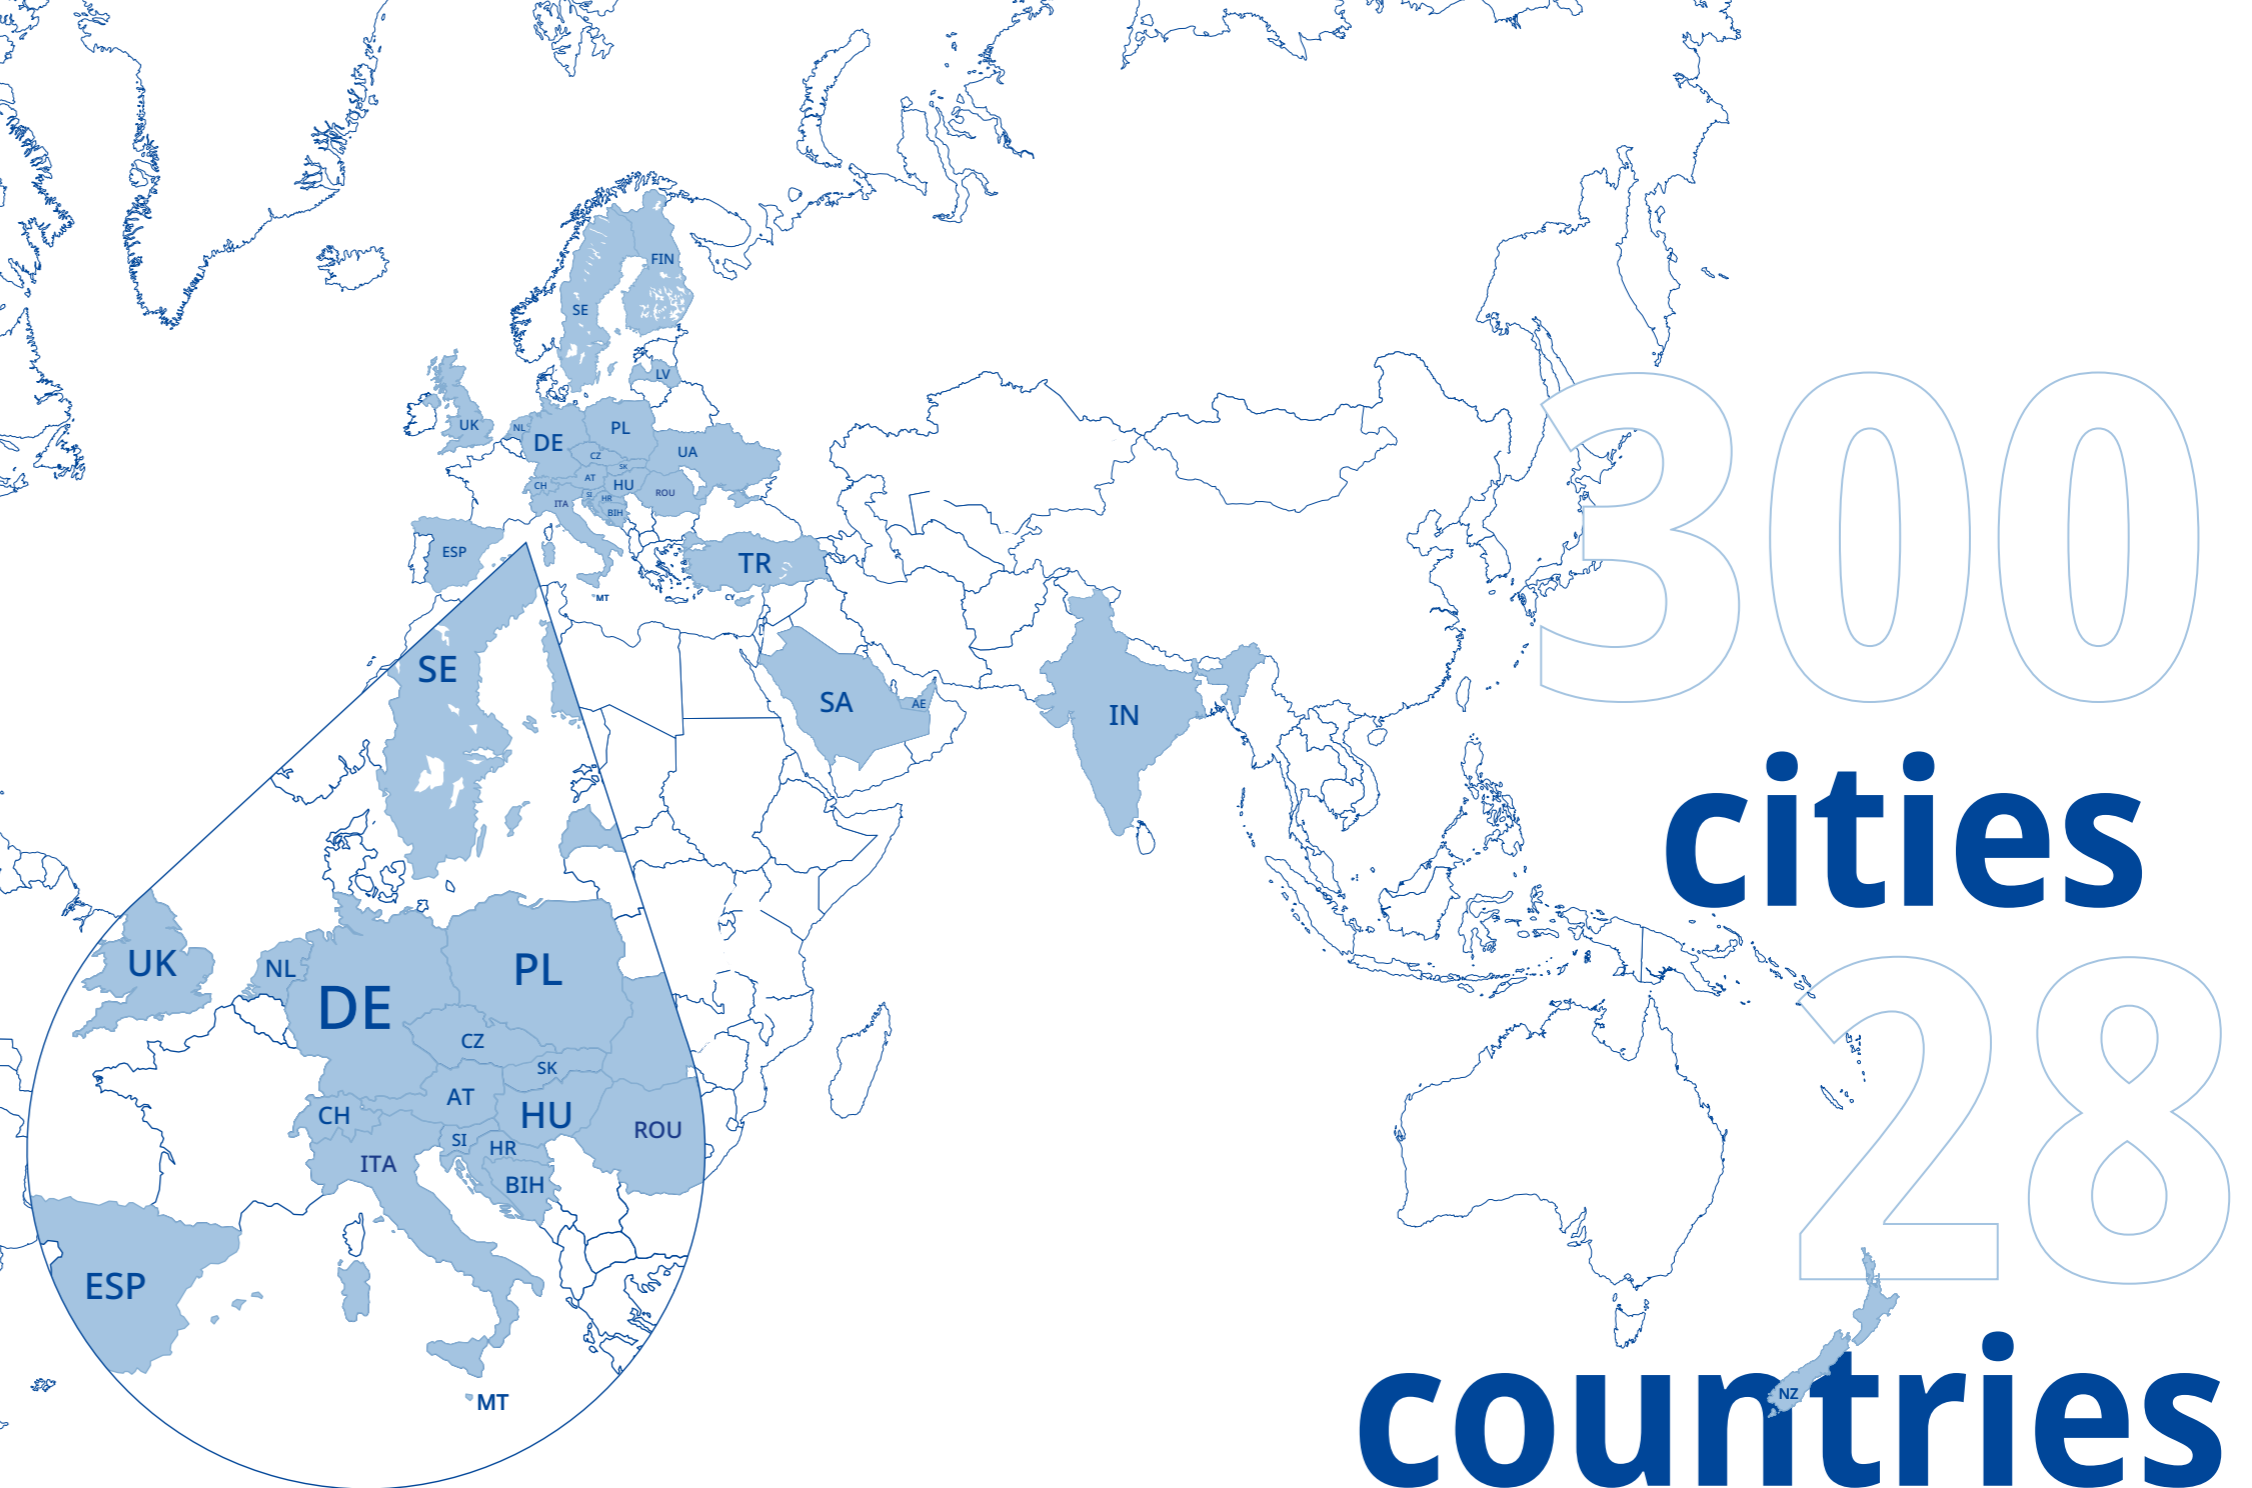 FIN
SE
LV
UK
NL
DE
PL
CZ
SK
UA
CH
AT
HU
SI
HR
ROU
ITA
BIH
ESP
TR
MT
CY
SA
AE
IN
300
cities
28
countries
NZ
SE
UK
NL
DE
PL
CZ
SK
AT
CH
HU
SI
HR
ROU
ITA
BIH
ESP
MT